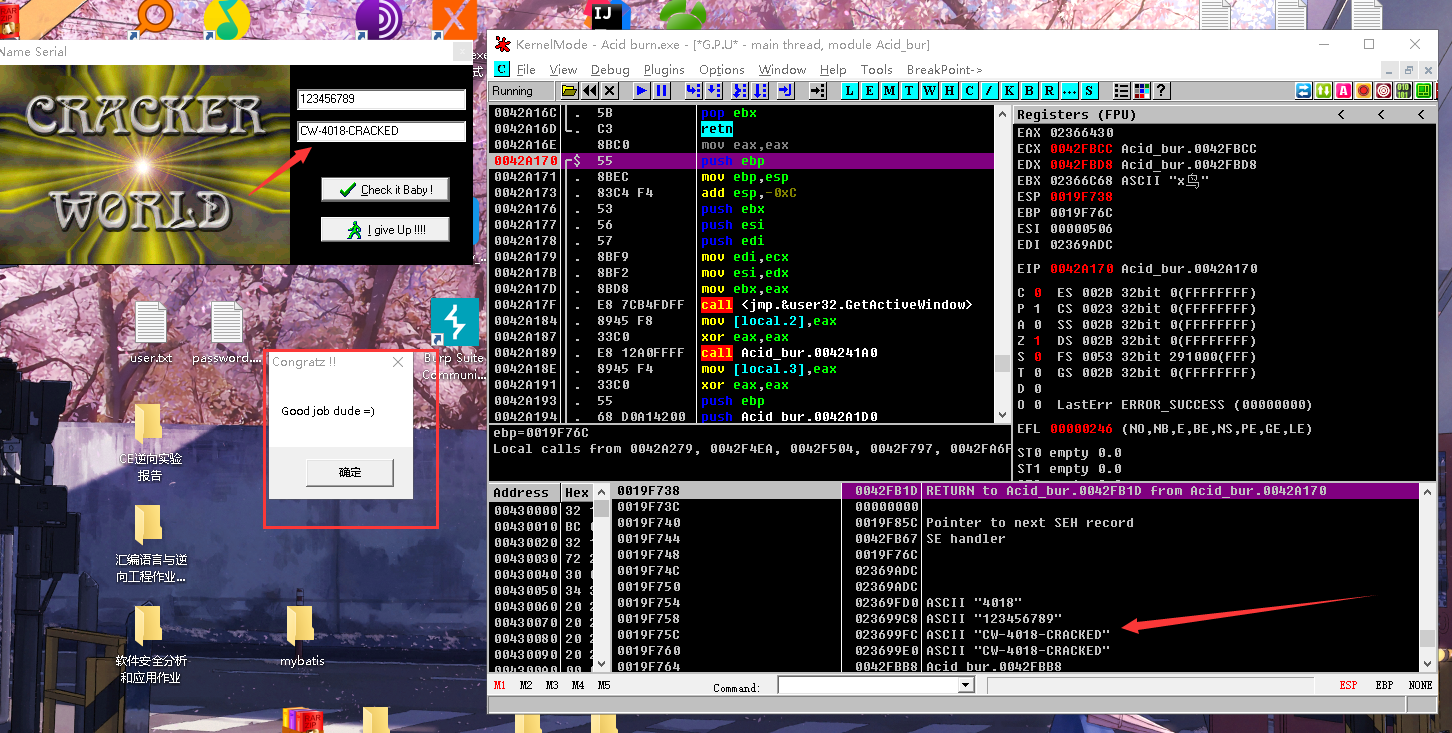 Name Serial
CRACKER
WORLD
123456789
CW-4018-CRACKED
Check it Baby !
I give Up !!!!
user.txt
password....
Burp Suite
Communi...
CE逆向实验
报告
汇编语言与逆
向工程作业...
软件安全分析
和应用作业
mybatis
Congratz !!
Good job dude =)
确定
KernelMode - Acid burn.exe - [*G.P.U* - main thread, module Acid_bur]
File View Debug Plugins Options Window Help Tools BreakPoint->
Running
L E M T W H C / K B R ... S
0042A16C . 5B pop ebx
0042A16D . C3 retn
0042A16E 8BC0 mov eax,eax
0042A170 $ 55 push ebp
0042A171 . 8BEC mov ebp,esp
0042A173 . 83C4 F4 add esp,-0xC
0042A176 . 53 push ebx
0042A177 . 56 push esi
0042A178 . 57 push edi
0042A179 . 8BF9 mov edi,ecx
0042A17B . 8BF2 mov esi,edx
0042A17D . 8BD8 mov ebx,eax
0042A17F . E8 7CB4FDFF call <jmp.&user32.GetActiveWindow>
0042A184 . 8945 F8 mov [local.2],eax
0042A187 . 33C0 xor eax,eax
0042A189 . E8 12A0FFFF call Acid_bur.004241A0
0042A18E . 8945 F4 mov [local.3],eax
0042A191 . 33C0 xor eax,eax
0042A193 . 55 push ebp
0042A194 . 68 D0A14200 push Acid_bur.0042A1D0
ebp=0019F76C
Local calls from 0042A279, 0042F4EA, 0042F504, 0042F797, 0042FA6F
Registers (FPU) < < <
EAX 02366430
ECX 0042FBCC Acid_bur.0042FBCC
EDX 0042FBD8 Acid_bur.0042FBD8
EBX 02366C68 ASCII "x
ESP 0019F738
EBP 0019F76C
ESI 00000506
EDI 02369ADC
EIP 0042A170 Acid_bur.0042A170
C 0 ES 002B 32bit 0(FFFFFFFF)
P 1 CS 0023 32bit 0(FFFFFFFF)
A 0 SS 002B 32bit 0(FFFFFFFF)
Z 1 DS 002B 32bit 0(FFFFFFFF)
S 0 FS 0053 32bit 291000(FFF)
T 0 GS 002B 32bit 0(FFFFFFFF)
D 0
O 0 LastErr ERROR_SUCCESS (00000000)
EFL 00000246 (NO,NB,E,BE,NS,PE,GE,LE)
ST0 empty 0.0
ST1 empty 0.0
Address Hex
00430000 32
00430010 BC
00430020 32
00430030 72
00430040 30
00430050 34
00430060 20
00430070 20
00430080 20
00430090 20
004300A0 00
0019F738 0042FB1D RETURN to Acid_bur.0042FB1D from Acid_bur.0042A170
0019F73C 00000000
0019F740 0019F85C Pointer to next SEH record
0019F744 0042FB67 SE handler
0019F748 0019F76C
0019F74C 02369ADC
0019F750 02369ADC
0019F754 02369FD0 ASCII "4018"
0019F758 023699C8 ASCII "123456789"
0019F75C 023699FC ASCII "CW-4018-CRACKED"
0019F760 023699E0 ASCII "CW-4018-CRACKED"
0019F764 0042FBB8 Acid_bur.0042FBB8
M1 M2 M3 M4 M5 Command: ESP EBP NONE